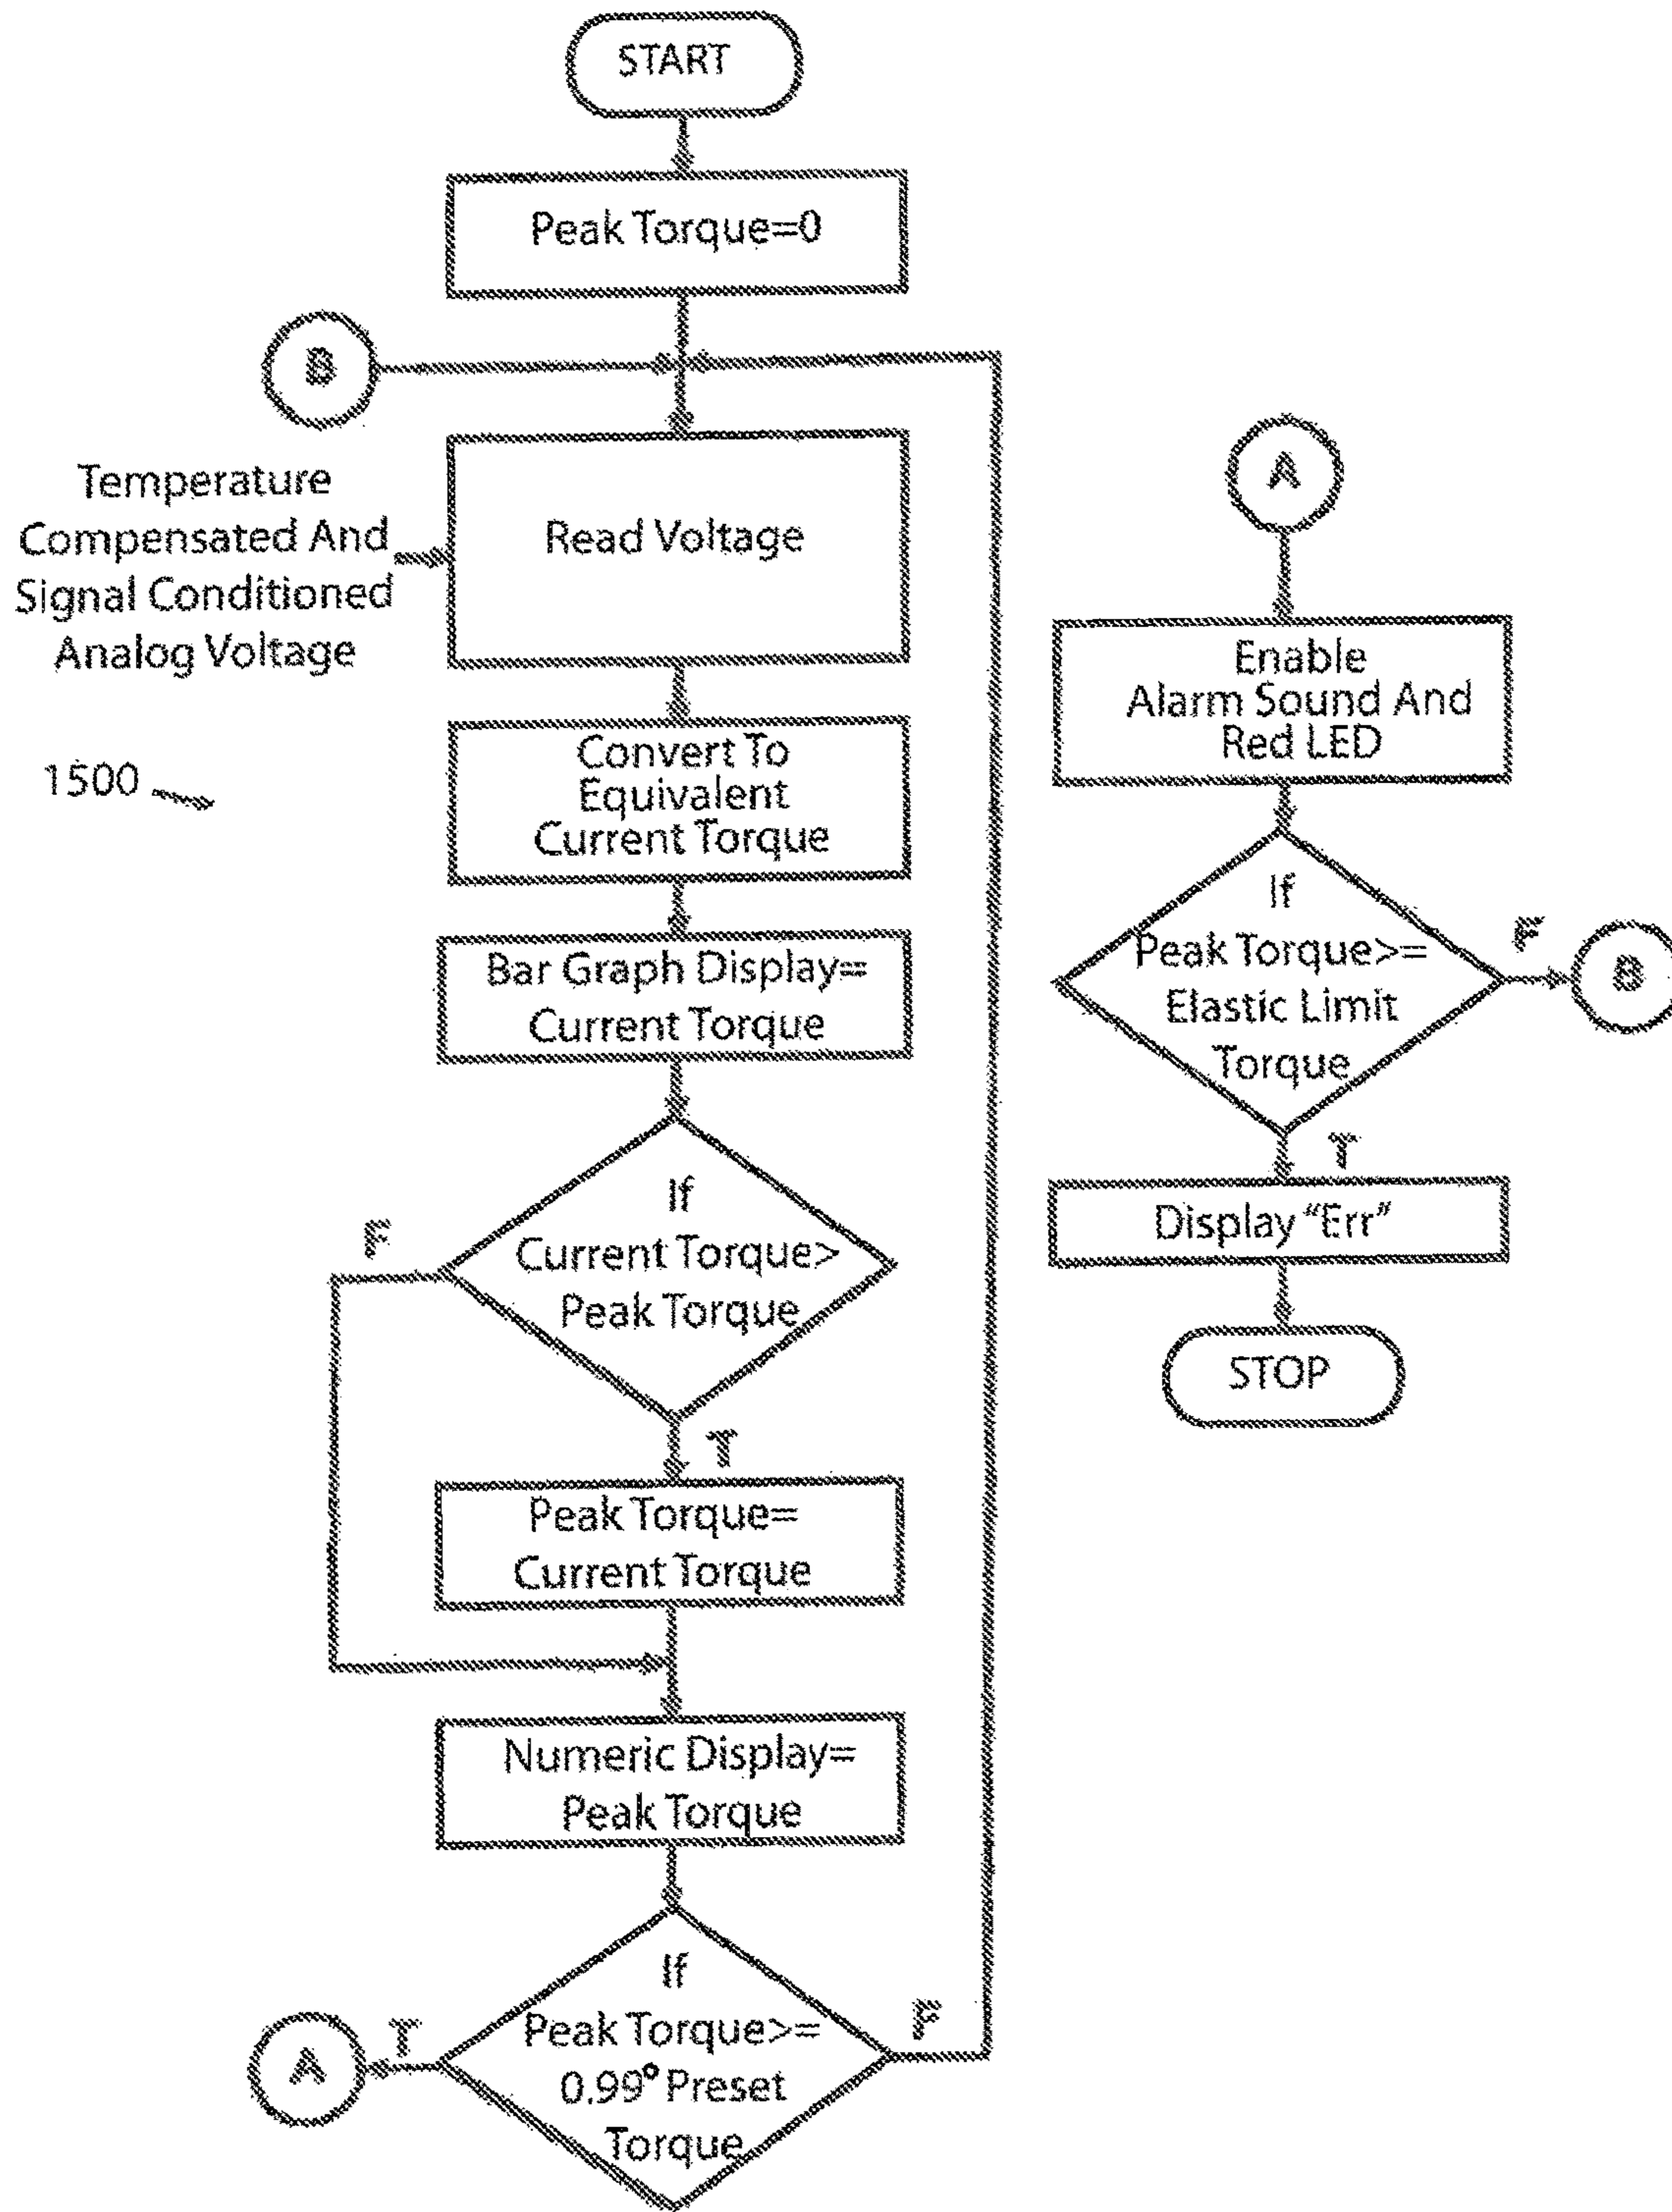 START
Peak Torque=0
B
Temperature
Compensated And
Signal Conditioned
Analog Voltage
Read Voltage
1500
Convert To
Equivalent
Current Torque
Bar Graph Display=
Current Torque
If
Current Torque>
Peak Torque
F
T
Peak Torque=
Current Torque
Numeric Display=
Peak Torque
If
Peak Torque>=
0.99° Preset
Torque
T
A
F
A
Enable
Alarm Sound And
Red LED
If
Peak Torque>=
Elastic Limit
Torque
F
B
T
Display "Err"
STOP